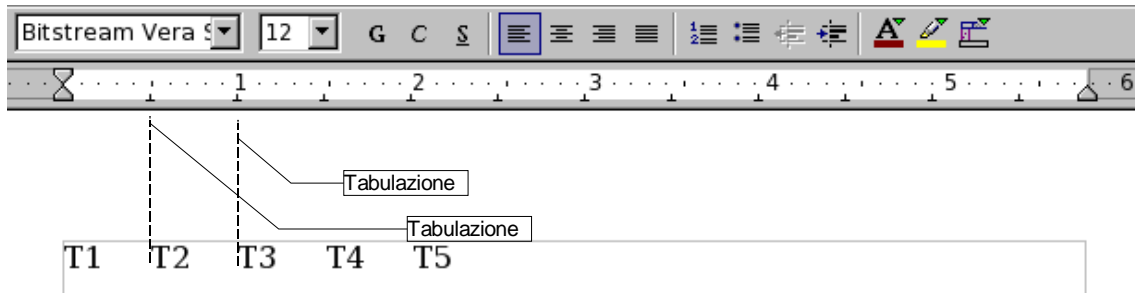 Bitstream Vera S 12 G C S
1 2 3 4 5 6
Tabulazione
Tabulazione
T1 T2 T3 T4 T5